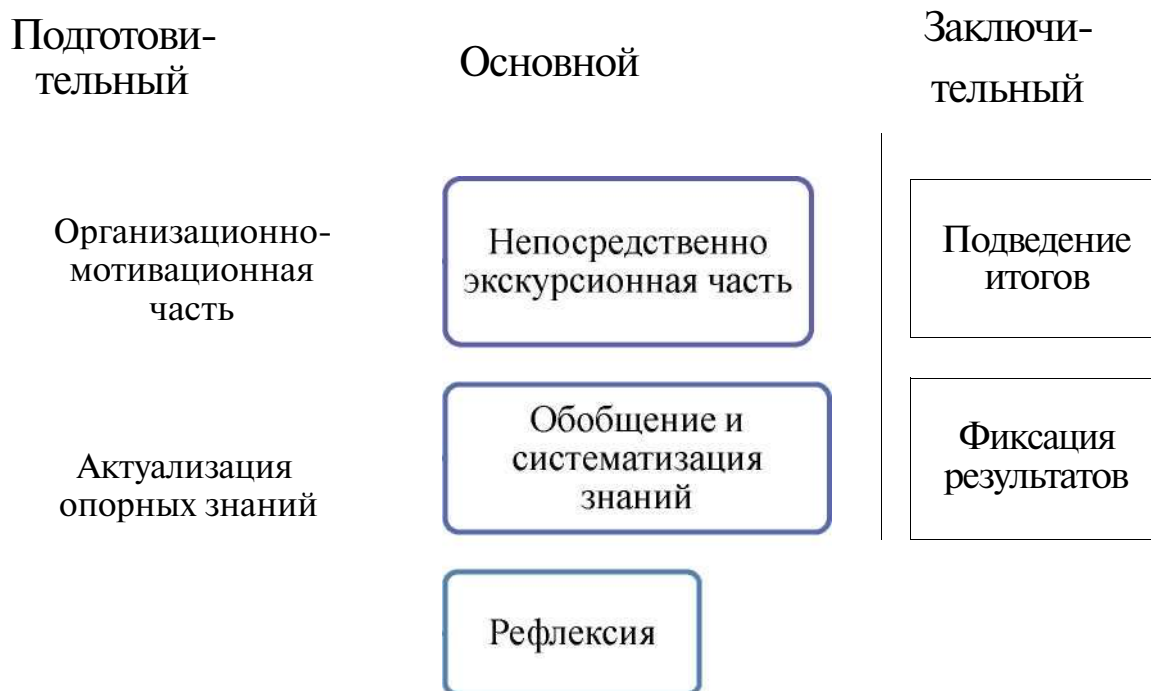 Подготови-
тельный
Организационно-
мотивационная
часть
Актуализация
опорных знаний
Основной
Непосредственно
экскурсионная часть
Обобщение и
систематизация
знаний
Рефлексия
Заключи-
тельный
Подведение
итогов
Фиксация
результатов